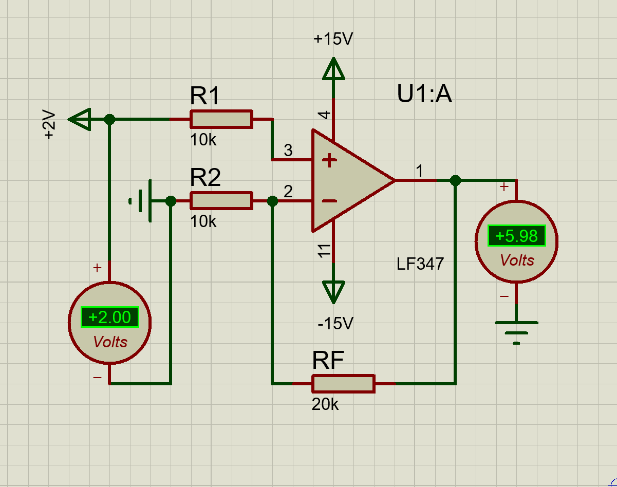 +15V
U1:A
R1
4
+2V
10k
3
R2
2
1
10k
+
+5.98
Volts
11
LF347
+
+2.00
Volts
-15V
RF
20k